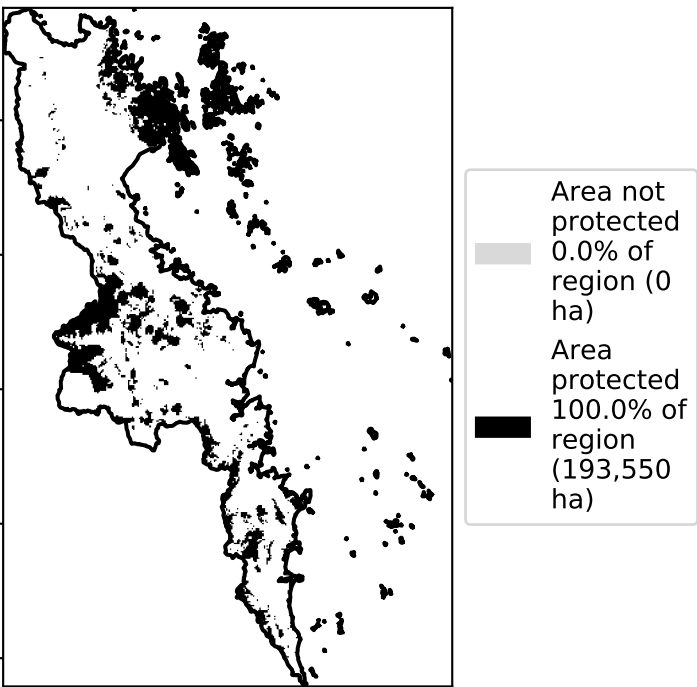 Area not
protected
0.0% of
region (0
ha)
Area
protected
100.0% of
region
(193,550
ha)